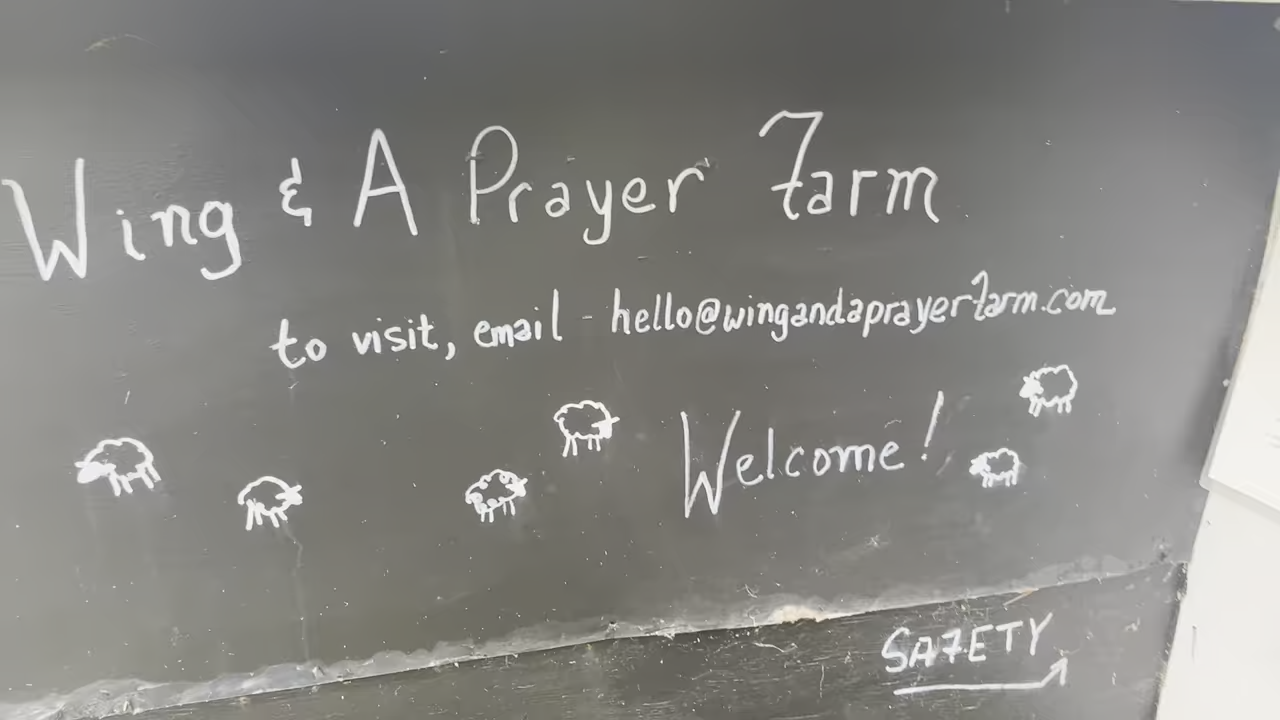 Wing & A Prayer Farm
to visit, email - hello@wingandaprayerfarm.com
Welcome!
SAFETY